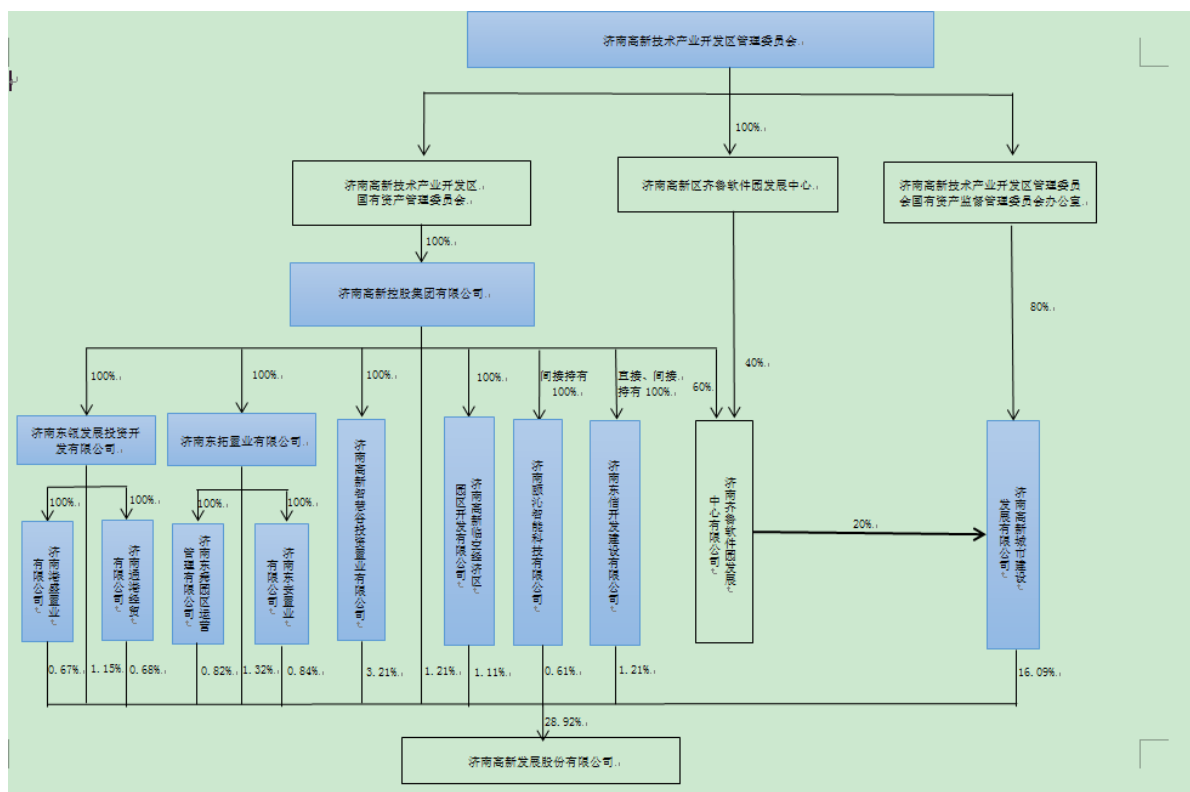 济南高新技术产业开发区管理委员会
100%
济南高新技术产业开发区
国有资产管理委员会
济南高新区齐鲁软件园发展中心
济南高新技术产业开发区管理委员
会国有资产监督管理委员会办公室
100%
济南高新控股集团有限公司
80%
100%
100%
100%
100%
间接持有
100%
直接、间接
持有 100%
60%
40%
济南东瓴发展投资开
发有限公司
济南东拓置业有限公司
济南高新智慧谷投资置业有限公司
济南高新临空经济区
园区开发有限公司
济南颐沁智能科技有限公司
济南东信开发建设有限公司
济南齐鲁软件园发展
中心有限公司
济南高新城市建设
发展有限公司
100%
100%
100%
100%
20%
济南港盛置业
有限公司
济南通港经贸
有限公司
济南东舜园区运营
管理有限公司
济南东安置业
有限公司
0.67%
1.15%
0.68%
0.82%
1.32%
0.84%
3.21%
1.21%
1.11%
0.61%
1.21%
16.09%
28.92%
济南高新发展股份有限公司